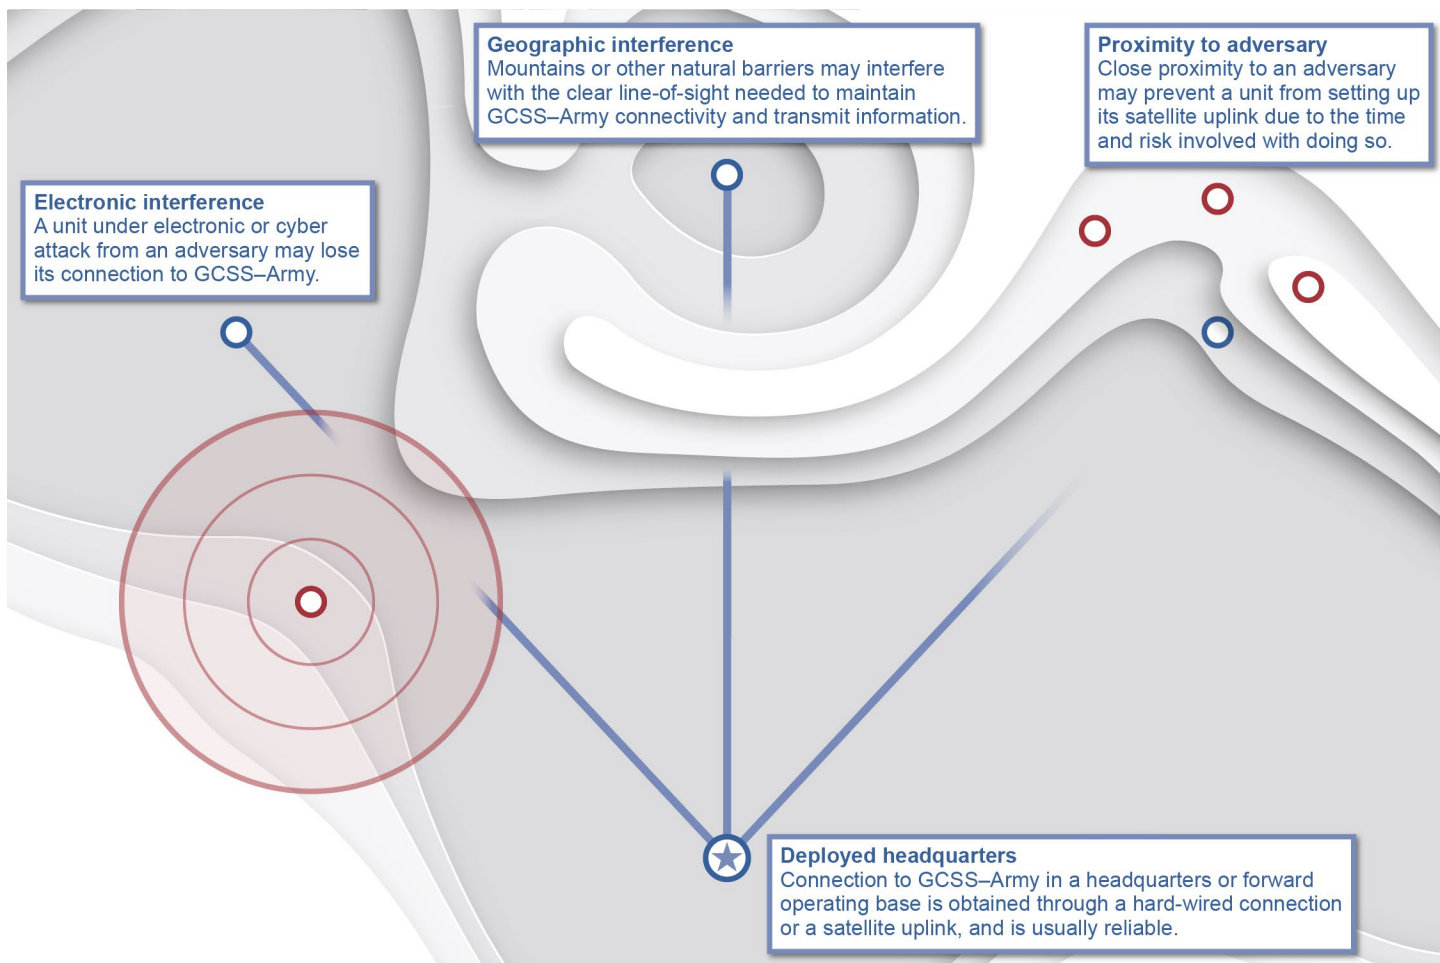 Geographic interference
Mountains or other natural barriers may interfere
with the clear line-of-sight needed to maintain
GCSS–Army connectivity and transmit information.
Proximity to adversary
Close proximity to an adversary
may prevent a unit from setting up
its satellite uplink due to the time
and risk involved with doing so.
Electronic interference
A unit under electronic or cyber
attack from an adversary may lose
its connection to GCSS–Army.
Deployed headquarters
Connection to GCSS–Army in a headquarters or forward
operating base is obtained through a hard-wired connection
or a satellite uplink, and is usually reliable.